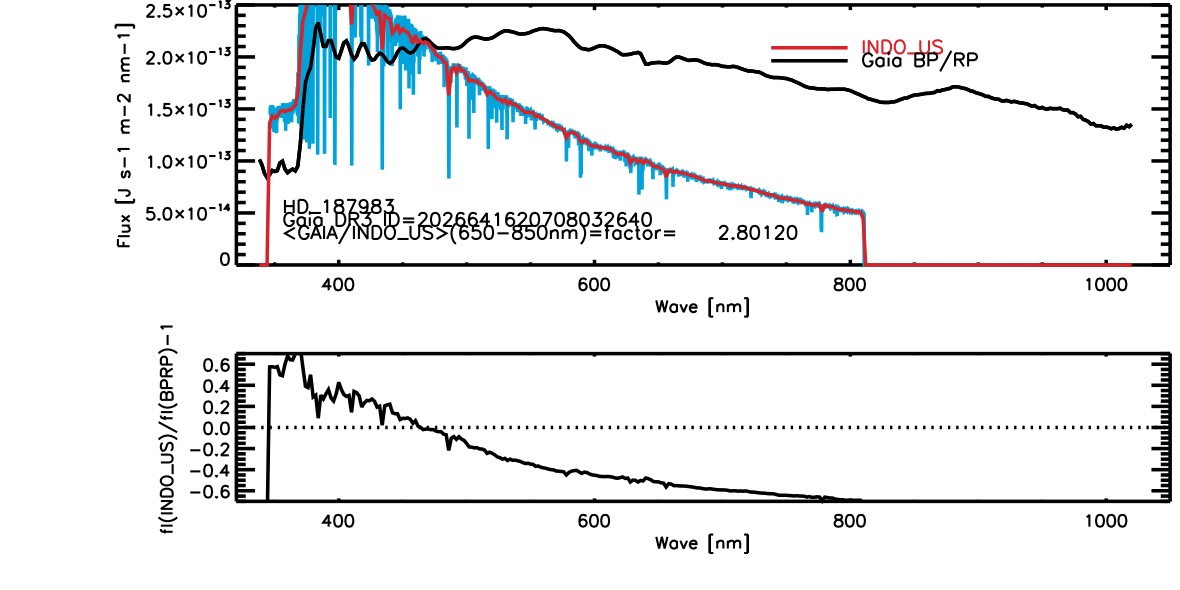 Flux [J s-1 m-2 nm-1]
2.5×10⁻¹³
2.0×10⁻¹³
1.5×10⁻¹³
1.0×10⁻¹³
5.0×10⁻¹⁴
0
INDO_US
Gaia BP/RP
HD_187983
Gaia DR3 ID=2026641620708032640
<GAIA/INDO_US>(650-850nm)=factor= 2.80120
400 600 800 1000
Wave [nm]
fl(INDO_US)/fl(BPRP)-1
0.6
0.4
0.2
0.0
-0.2
-0.4
-0.6
400 600 800 1000
Wave [nm]